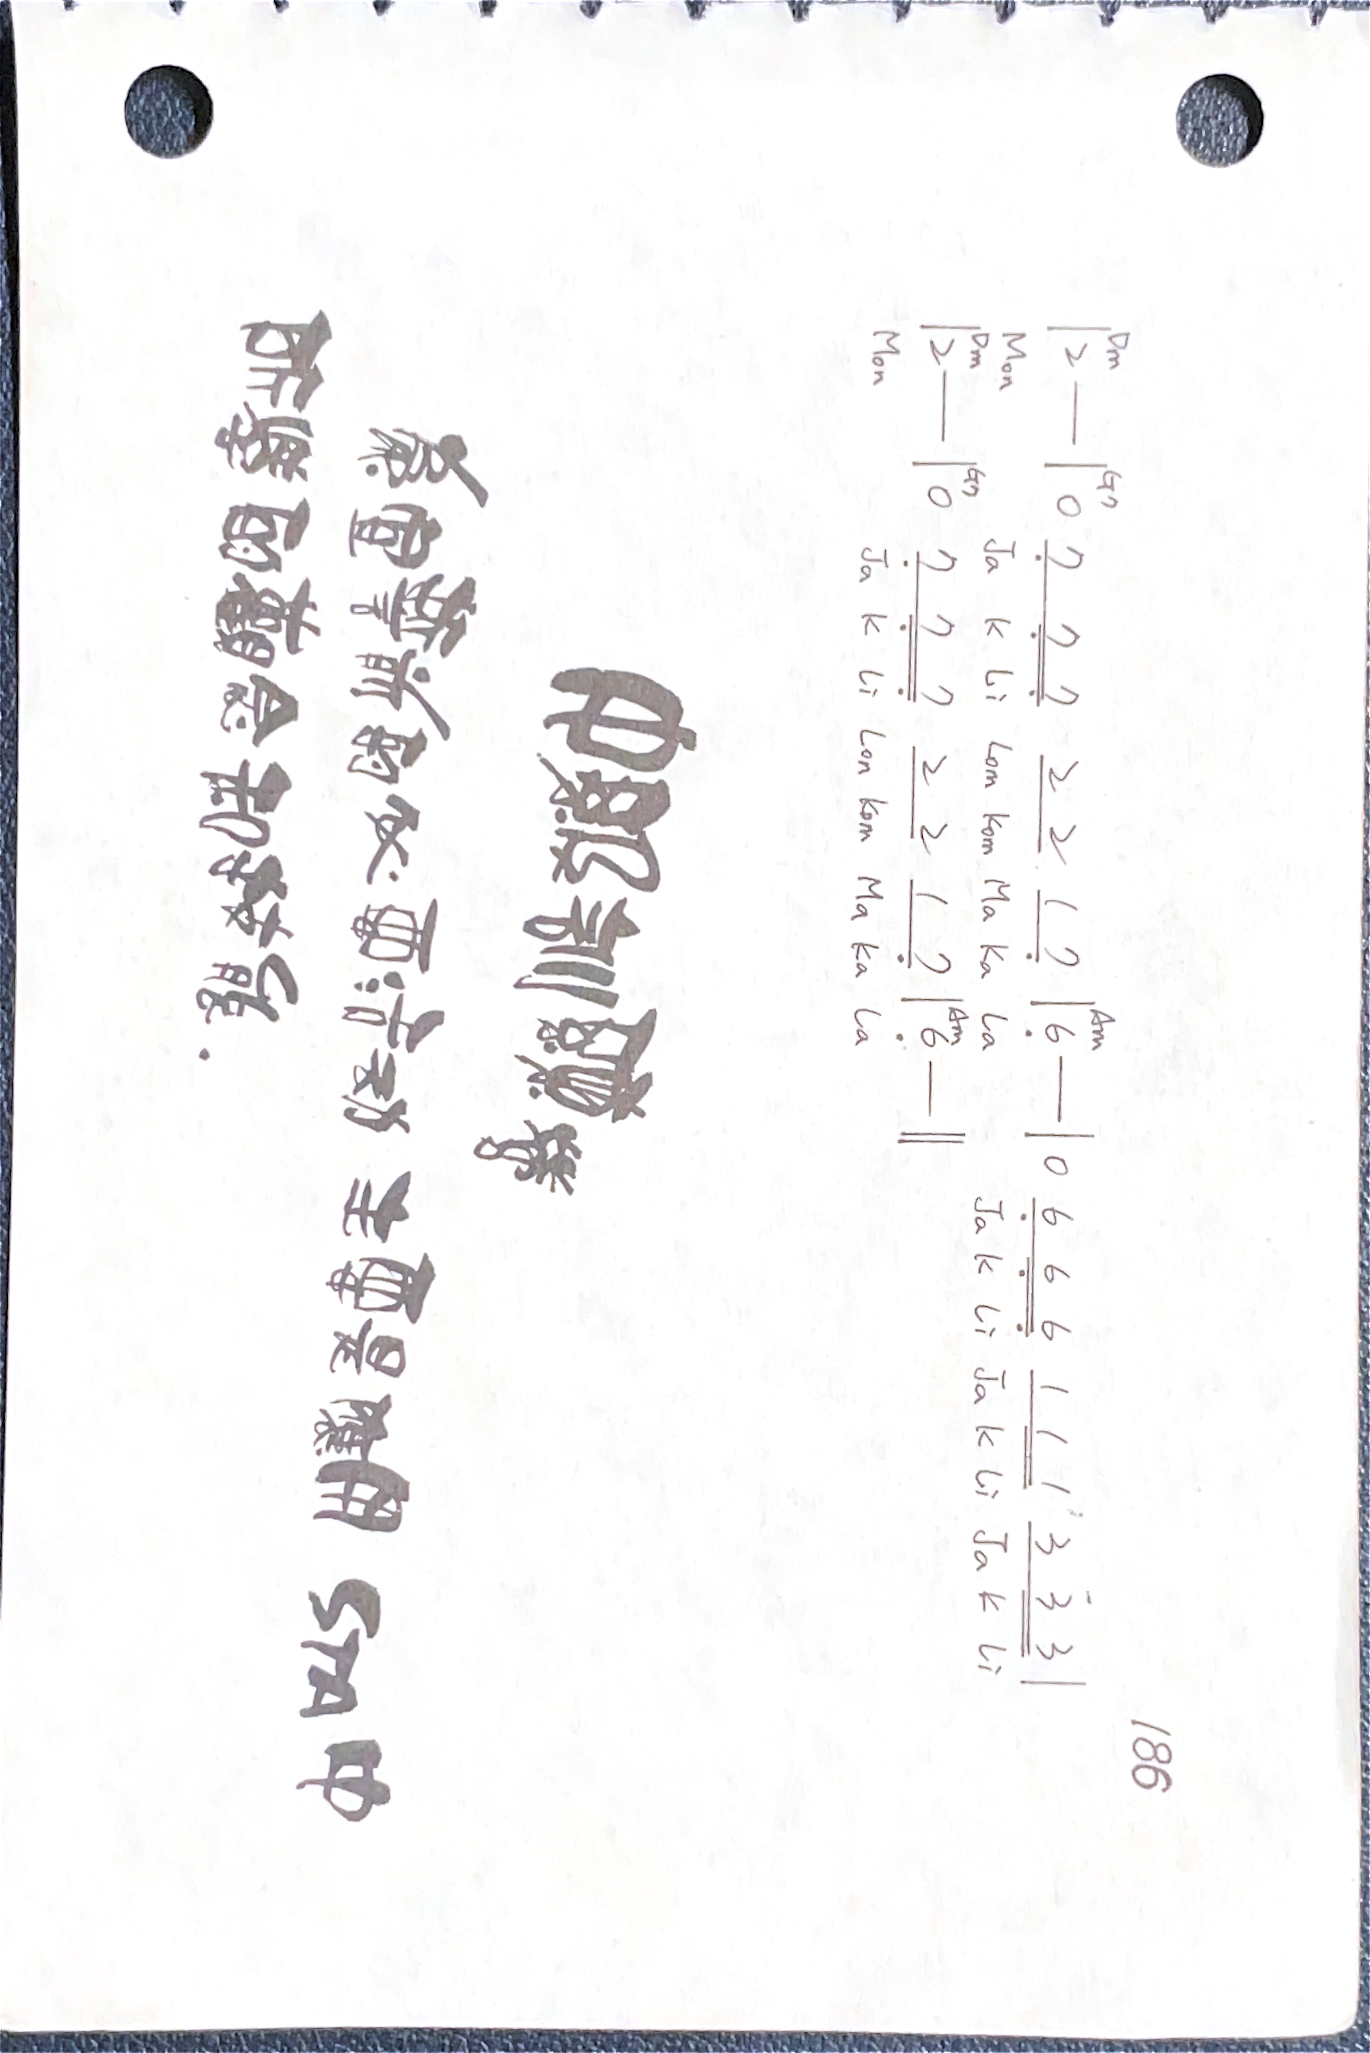 186
Dm G7 Am
|2 —|0 7 7 7 2 2 1 7|6 —|0 6 6 6 1 1 1 3 3 3|
Mon Ja K Li Lom Kom Ma Ka La Ja K Li Ja K Li Ja K Li
Dm G7 Am
|2 —|0 7 7 7 2 2 1 7|6 —||
Mon Ja K Li Lon Kom Ma Ka La
中級訓練營
為宣誓前的必要活動 主要是應用 STA 中
所學的觀念和技能.